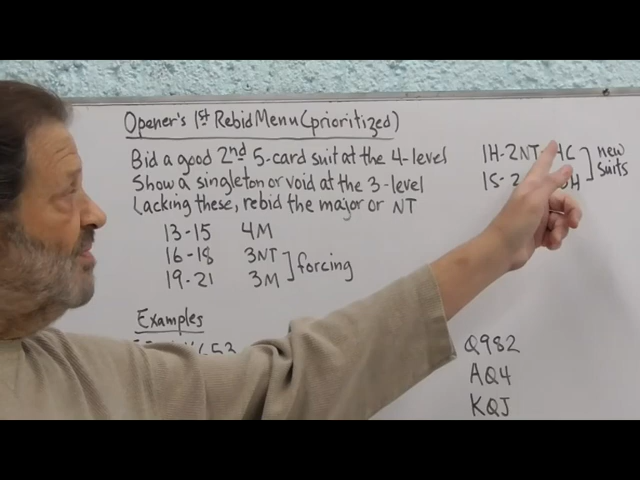 Opener's 1st Rebid Menu (prioritized)
Bid a good 2nd 5-card suit at the 4-level
Show a singleton or void at the 3-level
Lacking these, rebid the major or NT
13-15 4M
16-18 3NT
19-21 3M
forcing
Examples
1H-2NT-4C
1S-2
new
suits
Q982
AQ4
KQJ